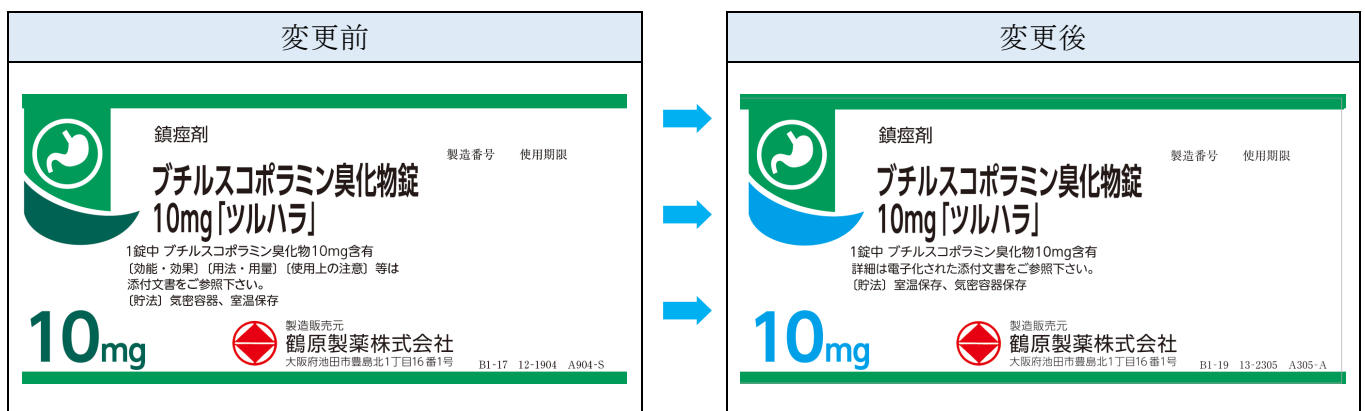 変更前
鎮痙剤
製造番号 使用期限
ブチルスコポラミン臭化物錠
10mg「ツルハラ」
1錠中 ブチルスコポラミン臭化物10mg含有
〔効能・効果〕〔用法・用量〕〔使用上の注意〕等は
添付文書をご参照下さい。
〔貯法〕気密容器、室温保存
10mg
製造販売元
鶴原製薬株式会社
大阪府池田市豊島北1丁目16番1号
B1-17 12-1904 A904-S
変更後
鎮痙剤
製造番号 使用期限
ブチルスコポラミン臭化物錠
10mg「ツルハラ」
1錠中 ブチルスコポラミン臭化物10mg含有
詳細は電子化された添付文書をご参照下さい。
〔貯法〕室温保存、気密容器保存
10mg
製造販売元
鶴原製薬株式会社
大阪府池田市豊島北1丁目16番1号
B1-19 13-2305 A305-A